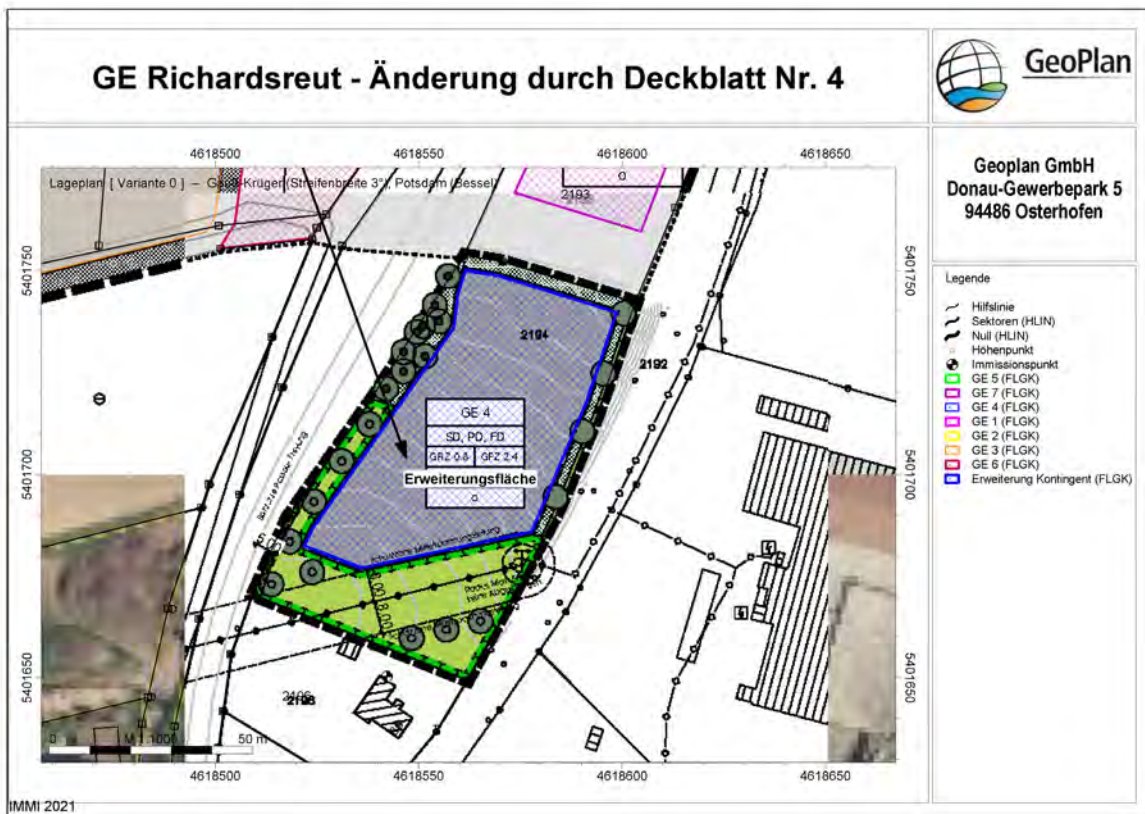 GE Richardsreut - Änderung durch Deckblatt Nr. 4
GeoPlan
Geoplan GmbH
Donau-Gewerbepark 5
94486 Osterhofen
4618500 4618550 4618600 4618650
Lageplan [ Variante 0 ] – Gauß-Krüger (Streifenbreite 3°), Potsdam (Bessel)
o
2193
5401750
5401750
2194
2192
GE 4
SD, PD, FD
GRZ 0.8 GFZ 2.4
Erweiterungsfläche
o
5401700
5401700
5401650
5401650
2198
0 M 1:1000 50 m
4618500 4618550 4618600 4618650
IMMI 2021
Legende
Hilfslinie
Sektoren (HLIN)
Null (HLIN)
Höhenpunkt
Immissionspunkt
GE 5 (FLGK)
GE 7 (FLGK)
GE 4 (FLGK)
GE 1 (FLGK)
GE 2 (FLGK)
GE 3 (FLGK)
GE 6 (FLGK)
Erweiterung Kontingent (FLGK)